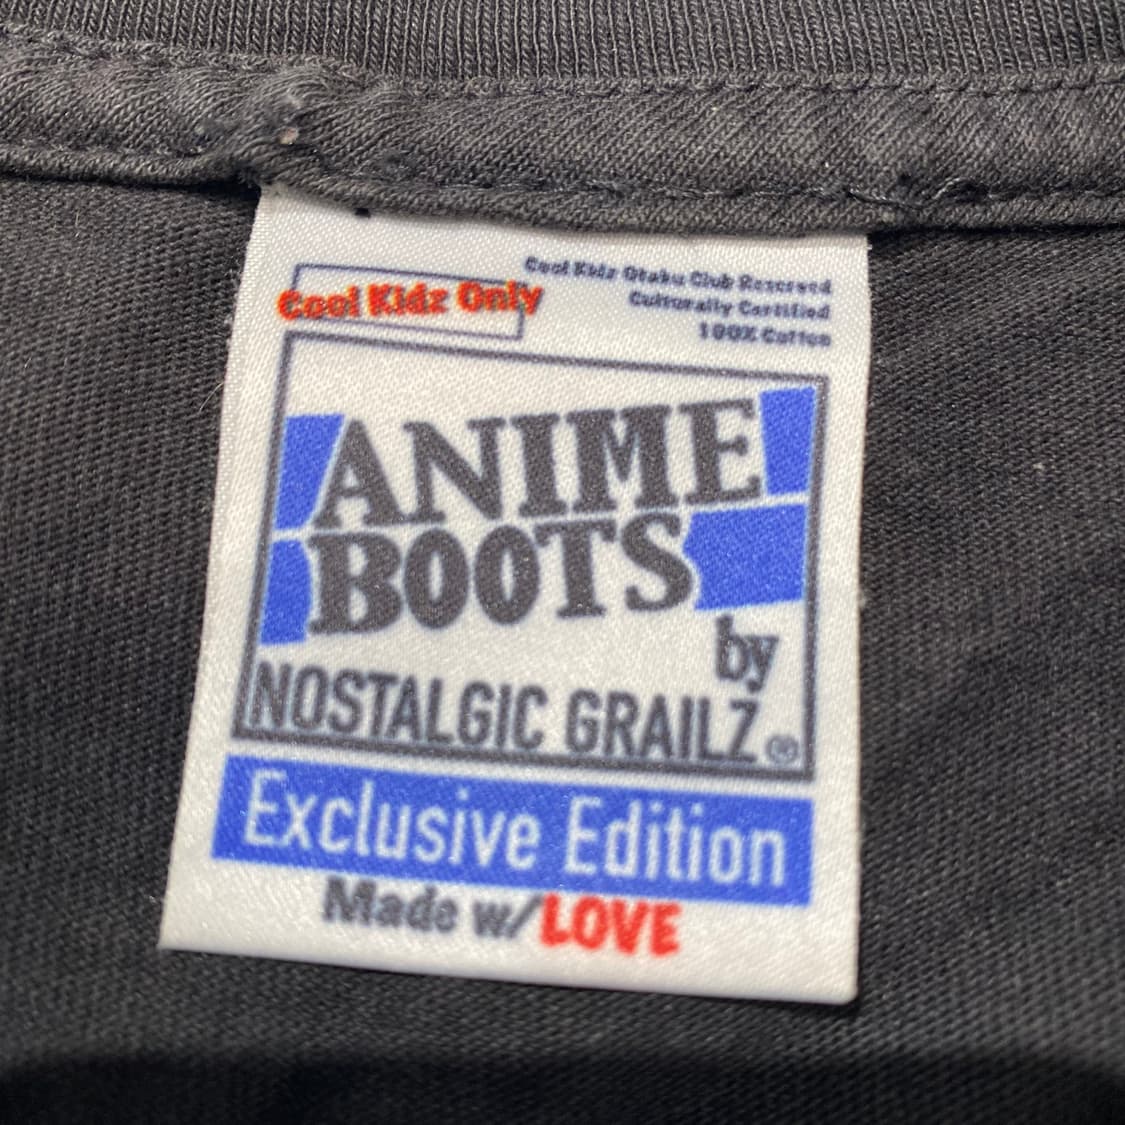 Cool Kidz Only
Cool Kidz Otaku Club Reserved
Culturally Certified
100% Cotton
ANIME
BOOTS
by
NOSTALGIC GRAILZ®
Exclusive Edition
Made w/LOVE